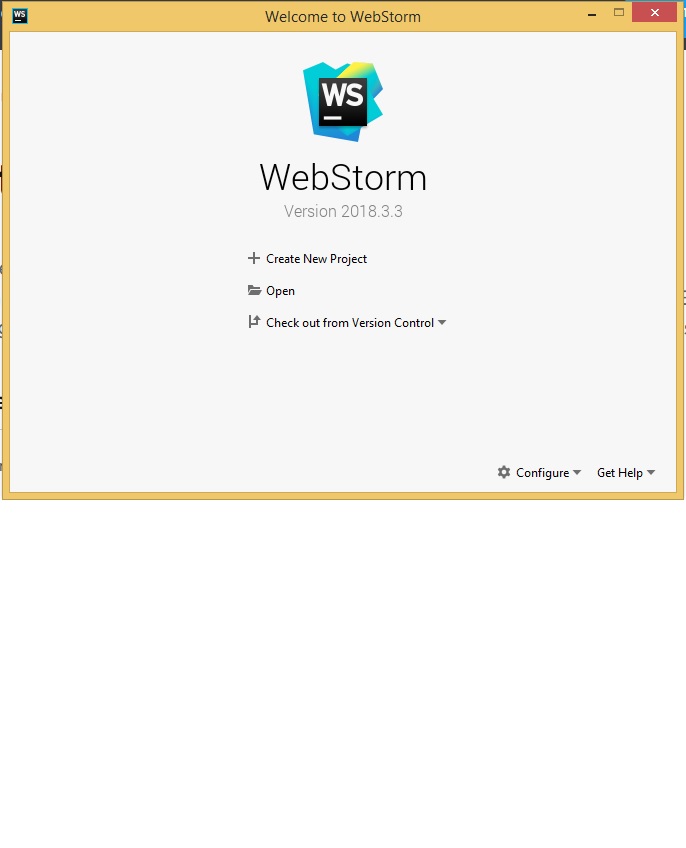 WS
Welcome to WebStorm
WS
WebStorm
Version 2018.3.3
Create New Project
Open
Check out from Version Control
Configure
Get Help